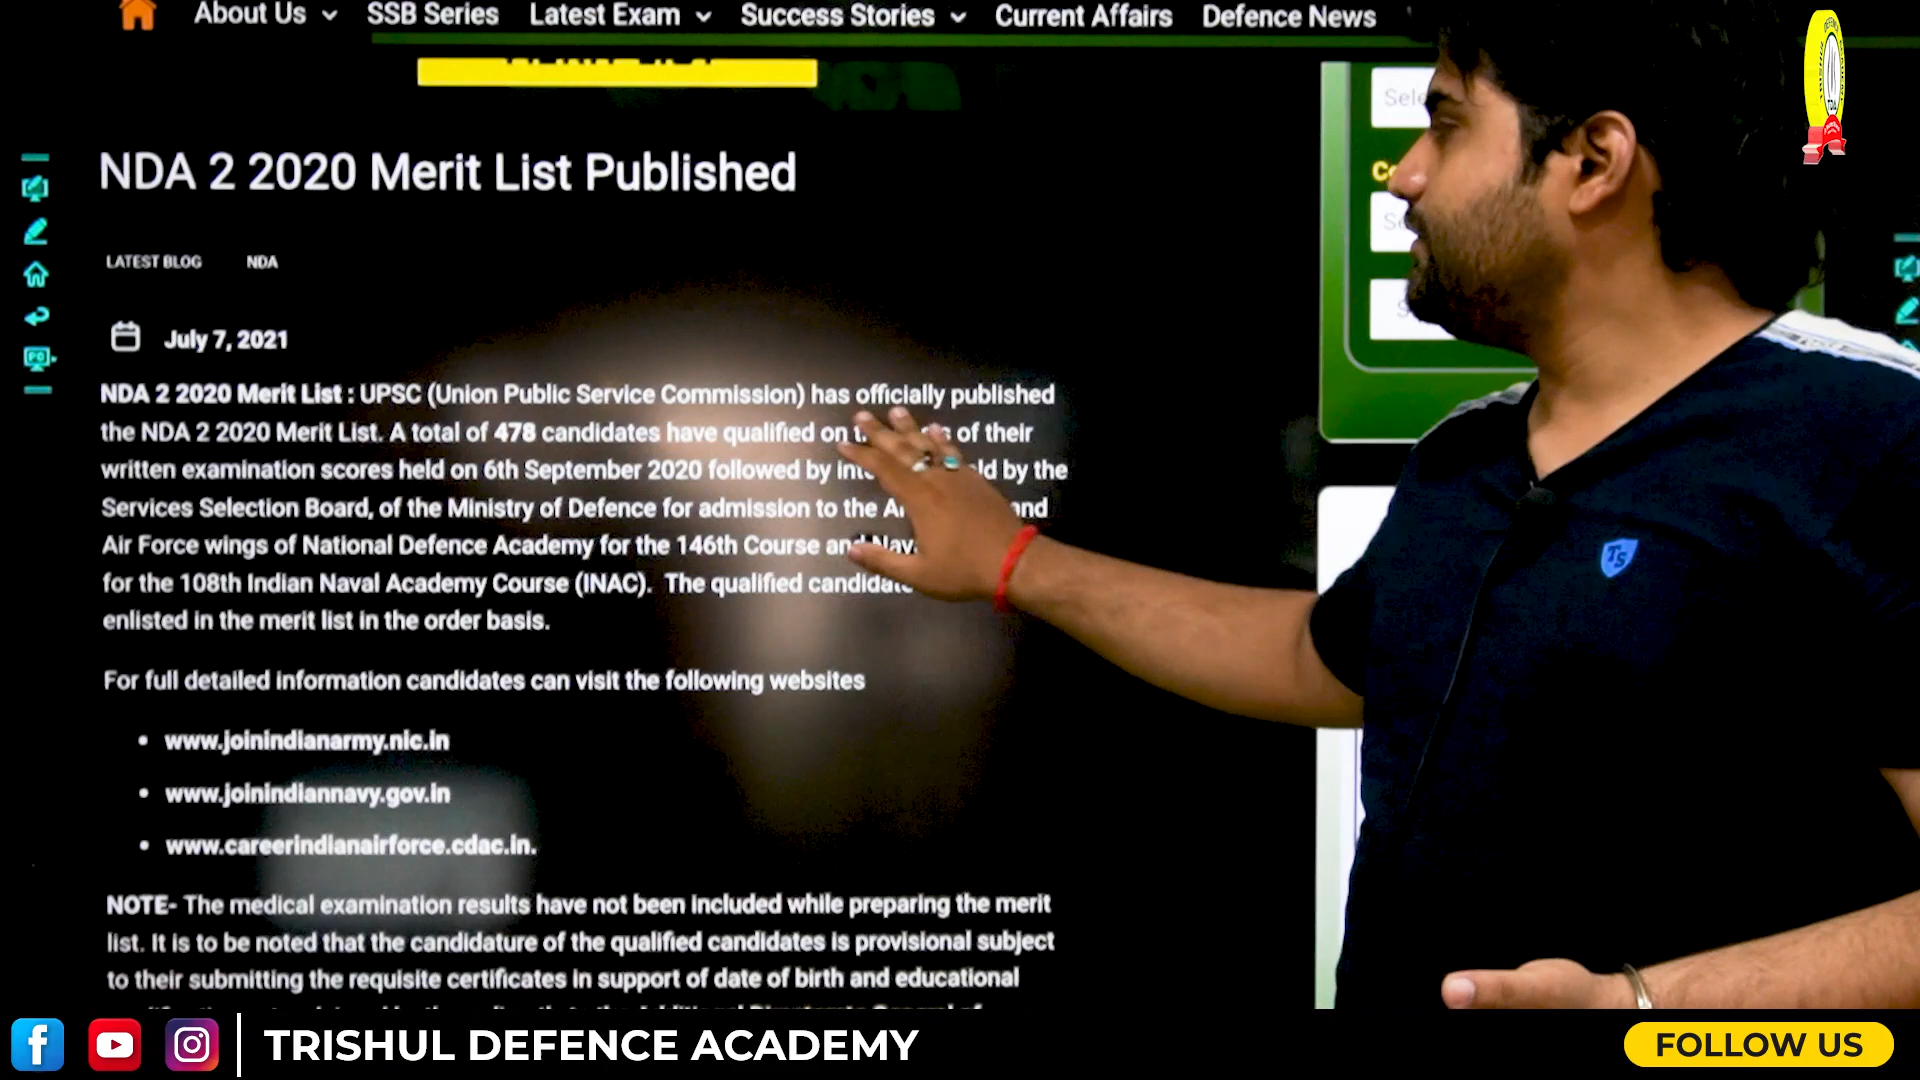 About Us SSB Series Latest Exam Success Stories Current Affairs Defence News
NDA 2 2020 Merit List Published
LATEST BLOG NDA
July 7, 2021
NDA 2 2020 Merit List : UPSC (Union Public Service Commission) has officially published
the NDA 2 2020 Merit List. A total of 478 candidates have qualified on of their
written examination scores held on 6th September 2020 followed by by the
Services Selection Board, of the Ministry of Defence for admission to the and
Air Force wings of National Defence Academy for the 146th Course and
for the 108th Indian Naval Academy Course (INAC). The qualified
enlisted in the merit list in the order basis.
For full detailed information candidates can visit the following websites
• www.joinindianarmy.nic.in
• www.joinindiannavy.gov.in
• www.careerindianairforce.cdac.in.
NOTE- The medical examination results have not been included while preparing the merit
list. It is to be noted that the candidature of the qualified candidates is provisional subject
to their submitting the requisite certificates in support of date of birth and educational
TS
TRISHUL DEFENCE ACADEMY
FOLLOW US